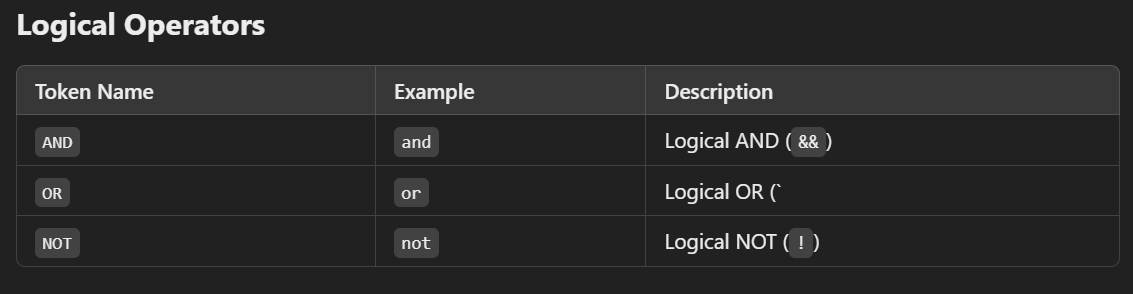 Logical Operators
Token Name Example Description
AND and Logical AND (&&)
OR or Logical OR (`
NOT not Logical NOT (!)